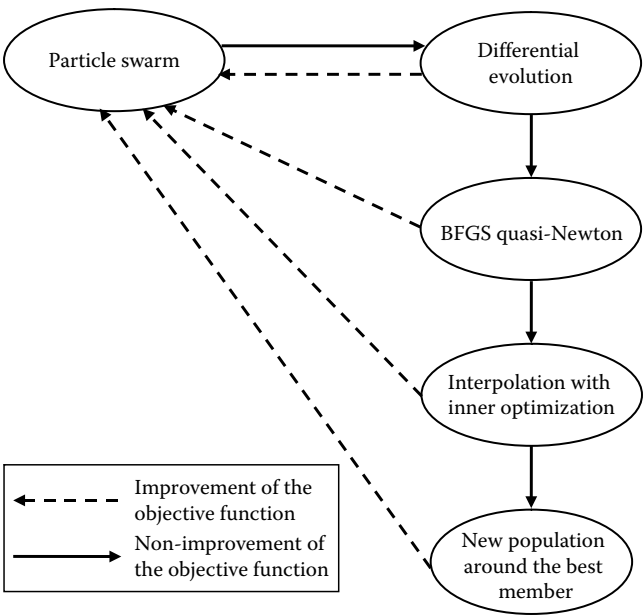 Particle swarm
Differential
evolution
BFGS quasi-Newton
Interpolation with
inner optimization
New population
around the best
member
Improvement of the
objective function
Non-improvement of
the objective function